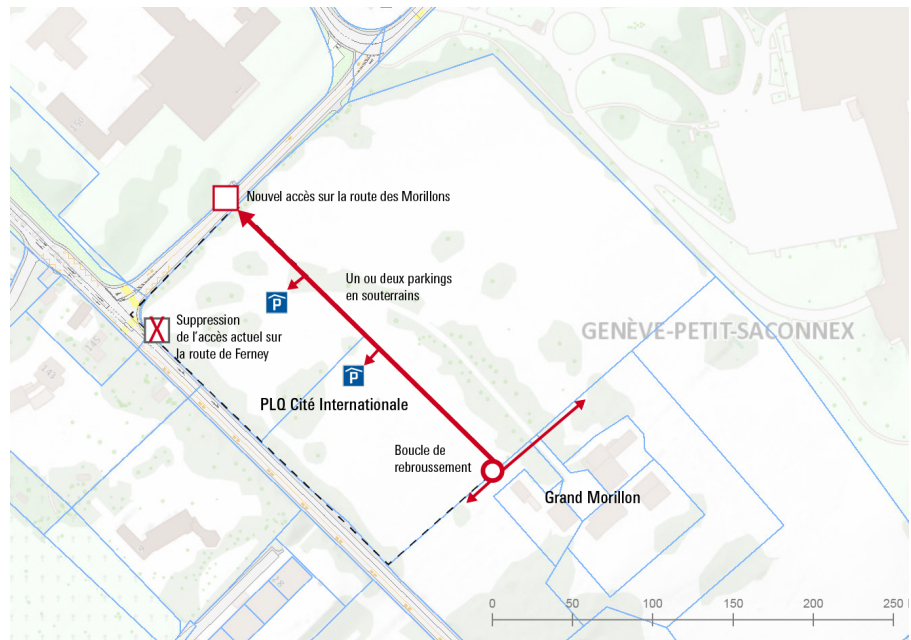 Nouvel accès sur la route des Morillons
Un ou deux parkings
en souterrains
P
Suppression
de l'accès actuel sur
la route de Ferney
X
GENÈVE-PETIT-SACONNEX
P
PLQ Cité Internationale
Boucle de
rebroussement
Grand Morillon
0 50 100 150 200 250